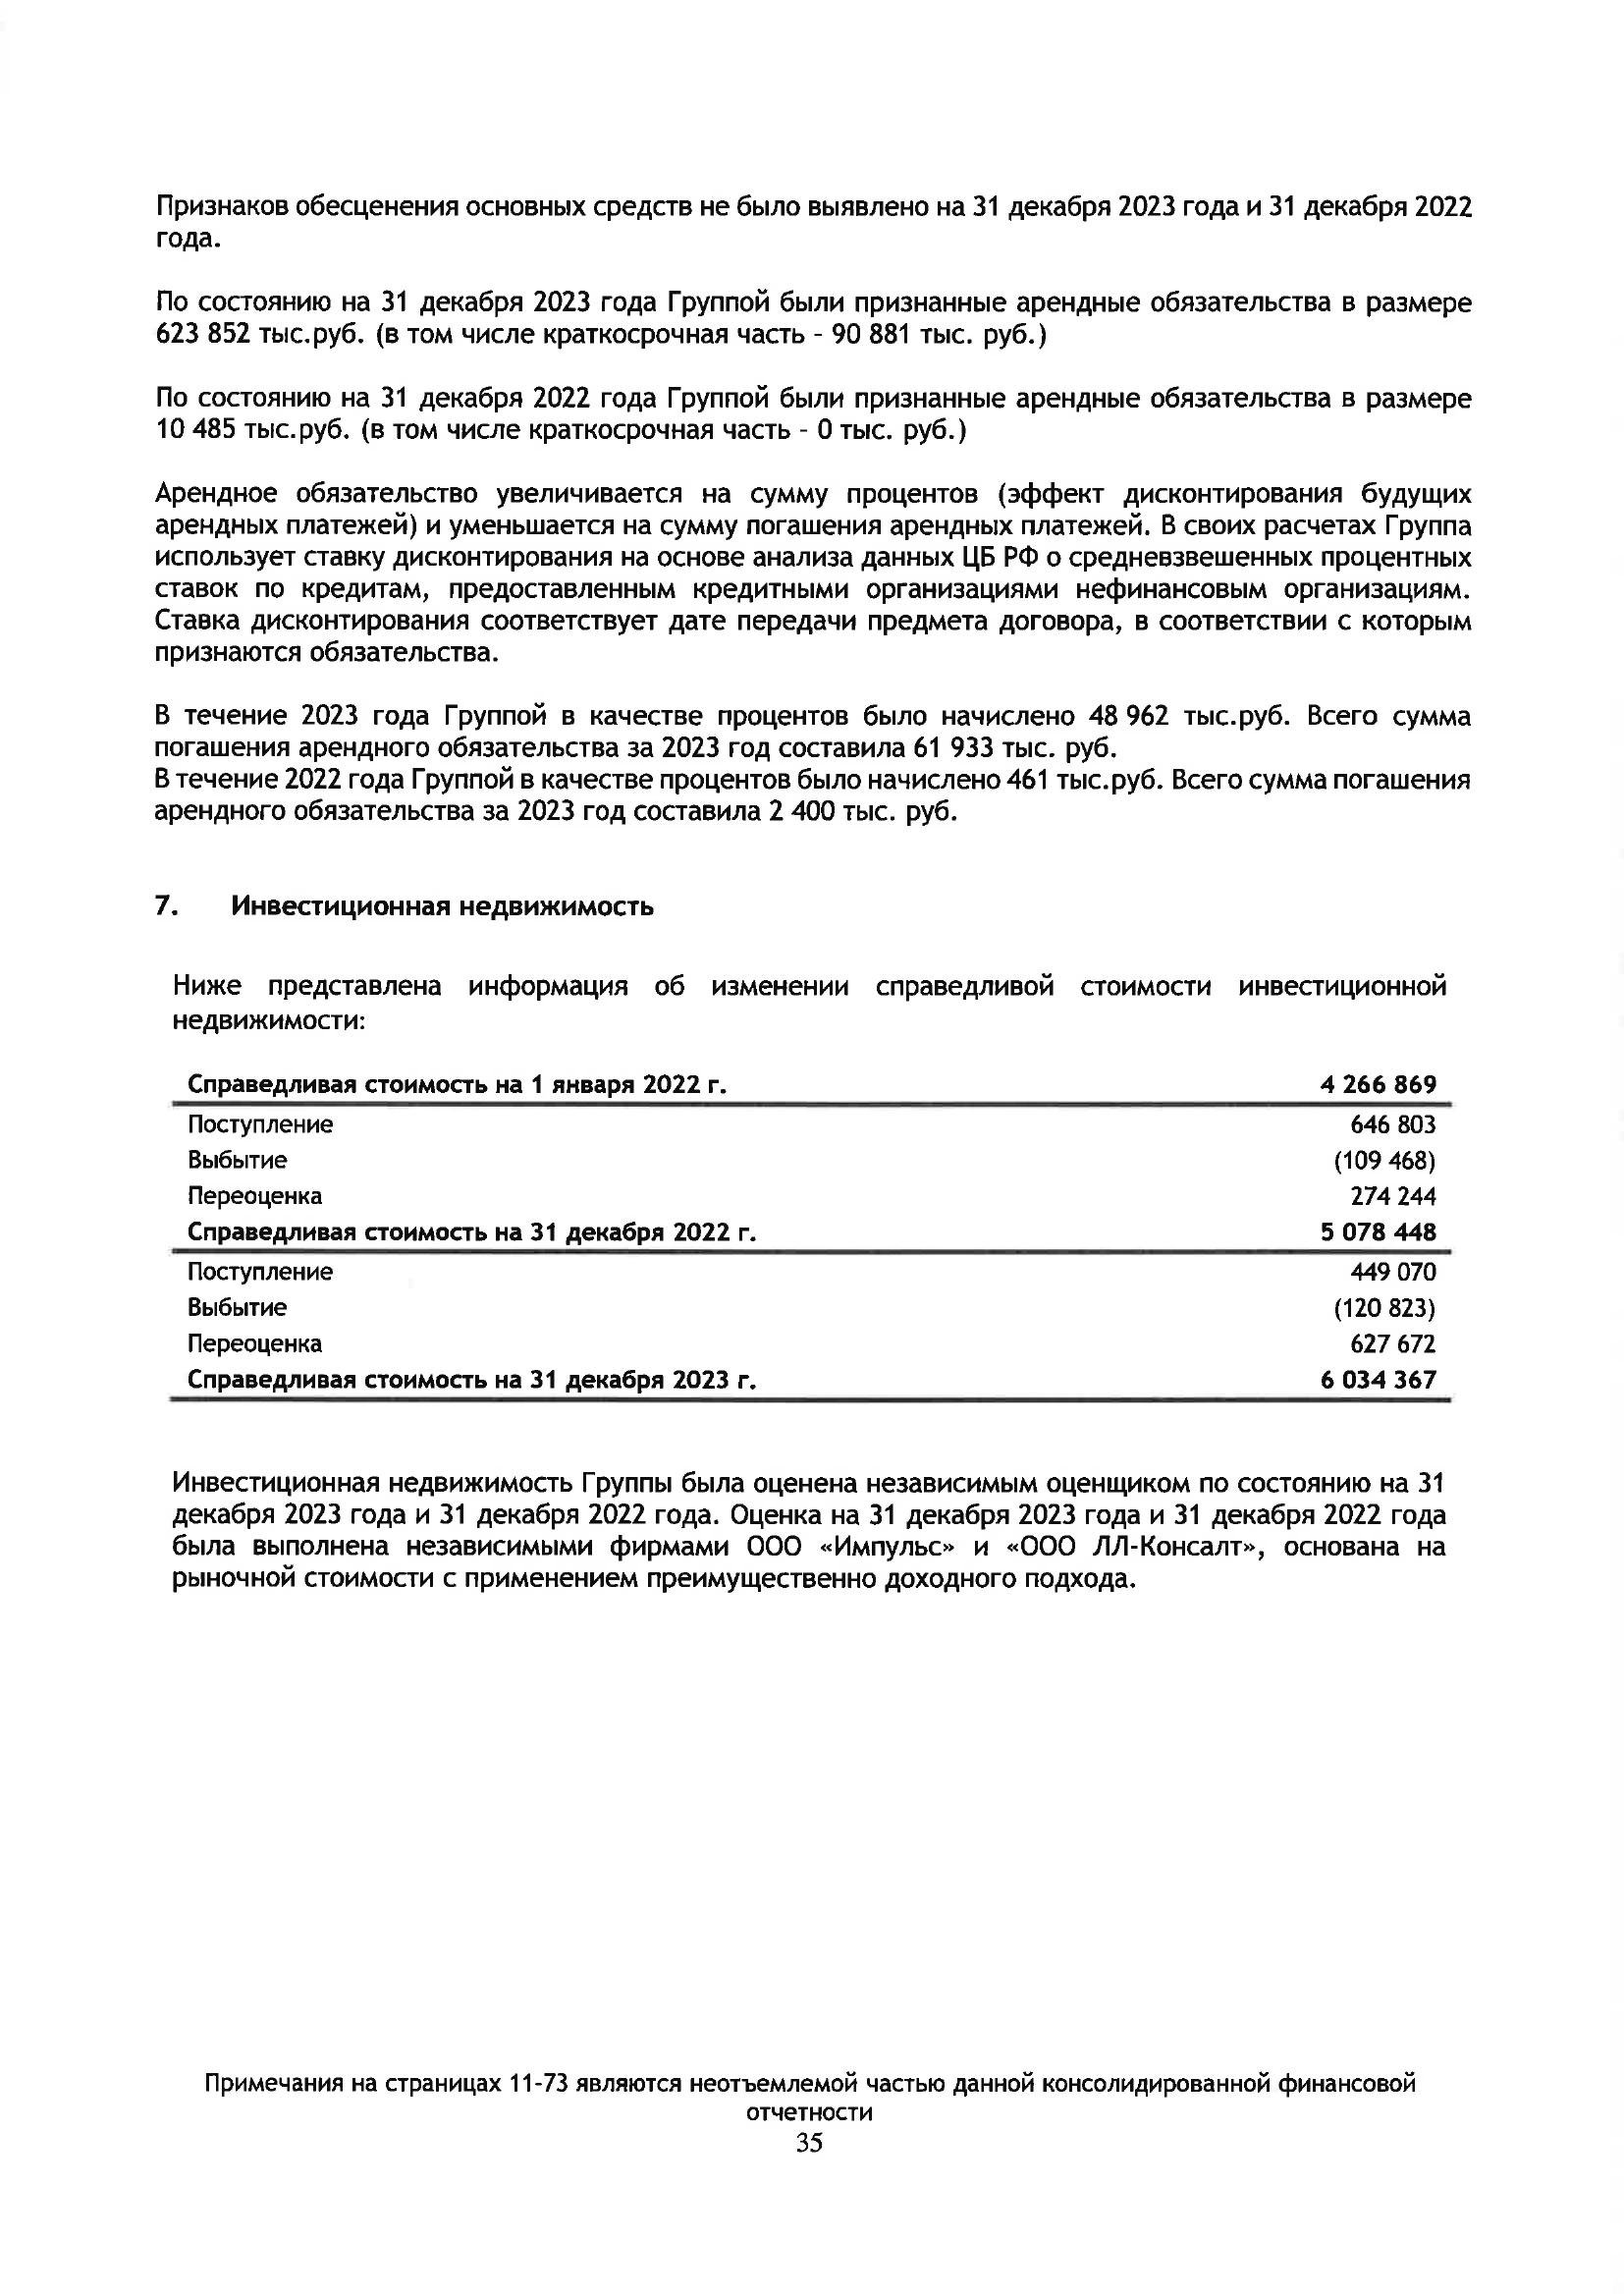 Признаков обесценения основных средств не было выявлено на 31 декабря 2023 года и 31 декабря 2022
года.
По состоянию на 31 декабря 2023 года Группой были признанные арендные обязательства в размере
623 852 тыс.руб. (в том числе краткосрочная часть - 90 881 тыс. руб.)
По состоянию на 31 декабря 2022 года Группой были признанные арендные обязательства в размере
10 485 тыс.руб. (в том числе краткосрочная часть - 0 тыс. руб.)
Арендное обязательство увеличивается на сумму процентов (эффект дисконтирования будущих
арендных платежей) и уменьшается на сумму погашения арендных платежей. В своих расчетах Группа
использует ставку дисконтирования на основе анализа данных ЦБ РФ о средневзвешенных процентных
ставок по кредитам, предоставленным кредитными организациями нефинансовым организациям.
Ставка дисконтирования соответствует дате передачи предмета договора, в соответствии с которым
признаются обязательства.
В течение 2023 года Группой в качестве процентов было начислено 48 962 тыс.руб. Всего сумма
погашения арендного обязательства за 2023 год составила 61 933 тыс. руб.
В течение 2022 года Группой в качестве процентов было начислено 461 тыс.руб. Всего сумма погашения
арендного обязательства за 2023 год составила 2 400 тыс. руб.
7. Инвестиционная недвижимость
Ниже представлена информация об изменении справедливой стоимости инвестиционной
недвижимости:
Справедливая стоимость на 1 января 2022 г. 4 266 869
Поступление 646 803
Выбытие (109 468)
Переоценка 274 244
Справедливая стоимость на 31 декабря 2022 г. 5 078 448
Поступление 449 070
Выбытие (120 823)
Переоценка 627 672
Справедливая стоимость на 31 декабря 2023 г. 6 034 367
Инвестиционная недвижимость Группы была оценена независимым оценщиком по состоянию на 31
декабря 2023 года и 31 декабря 2022 года. Оценка на 31 декабря 2023 года и 31 декабря 2022 года
была выполнена независимыми фирмами ООО «Импульс» и «ООО ЛЛ-Консалт», основана на
рыночной стоимости с применением преимущественно доходного подхода.
Примечания на страницах 11-73 являются неотъемлемой частью данной консолидированной финансовой
отчетности
35